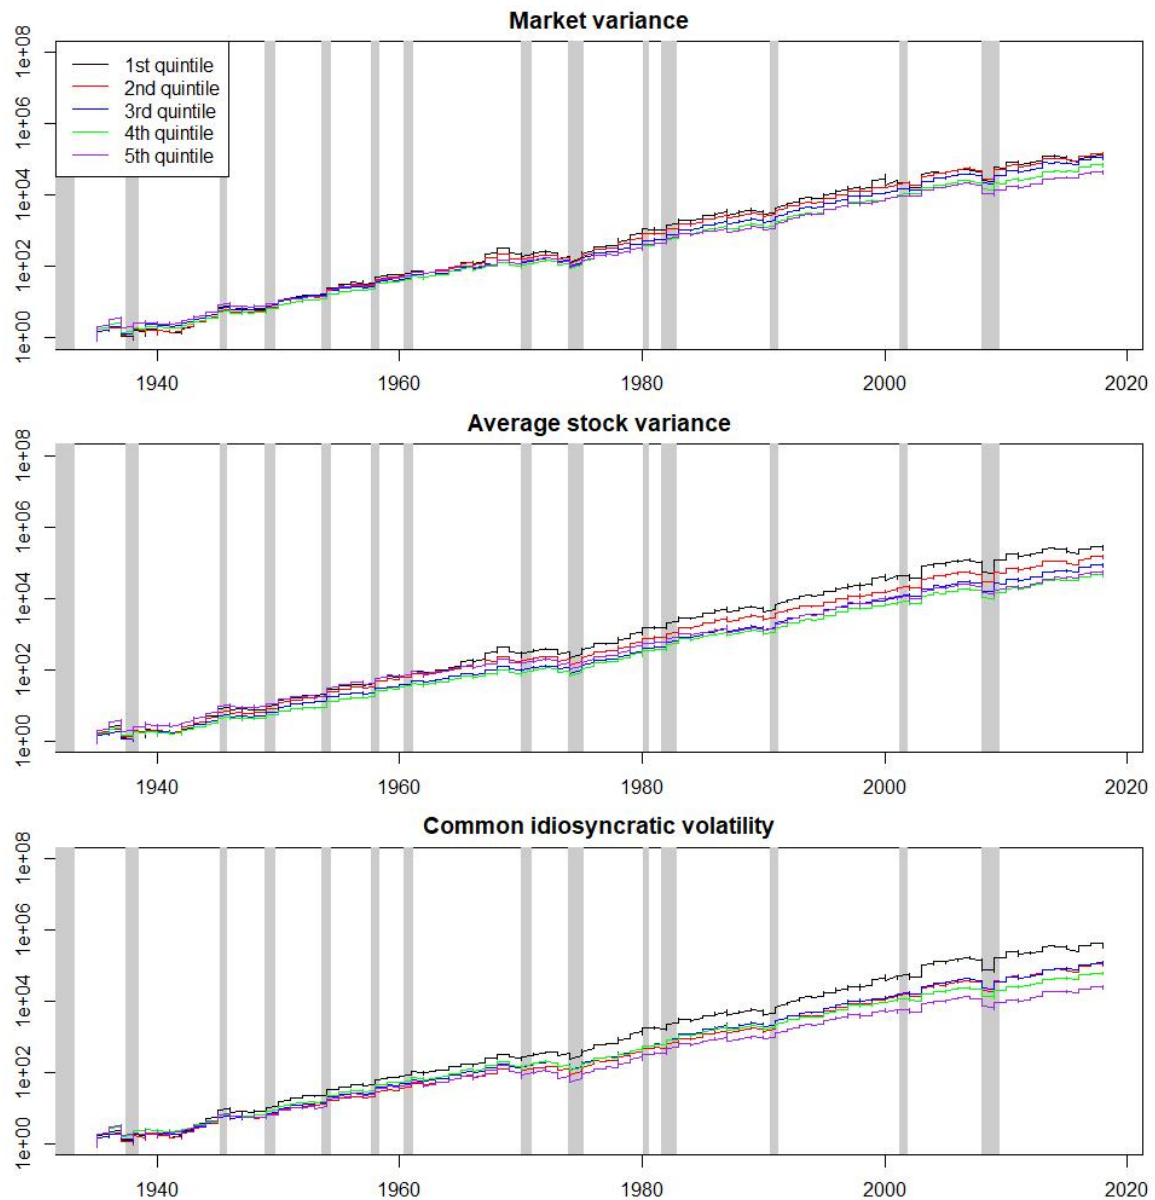 Market variance
1e+08
1e+06
1e+04
1e+02
1e+00
1st quintile
2nd quintile
3rd quintile
4th quintile
5th quintile
1940
1960
1980
2000
2020
Average stock variance
1e+08
1e+06
1e+04
1e+02
1e+00
1940
1960
1980
2000
2020
Common idiosyncratic volatility
1e+08
1e+06
1e+04
1e+02
1e+00
1940
1960
1980
2000
2020